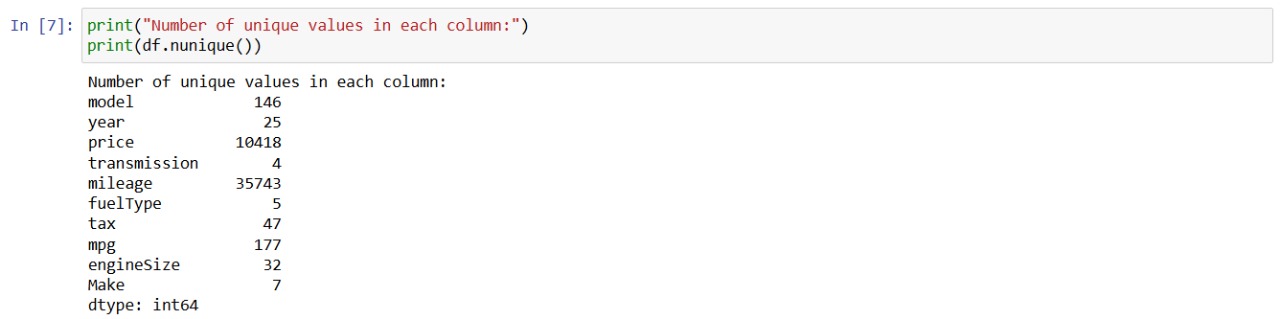 In [7]: print("Number of unique values in each column:")
print(df.nunique())
Number of unique values in each column:
model             146
year               25
price           10418
transmission        4
mileage         35743
fuelType            5
tax                47
mpg               177
engineSize         32
Make                7
dtype: int64